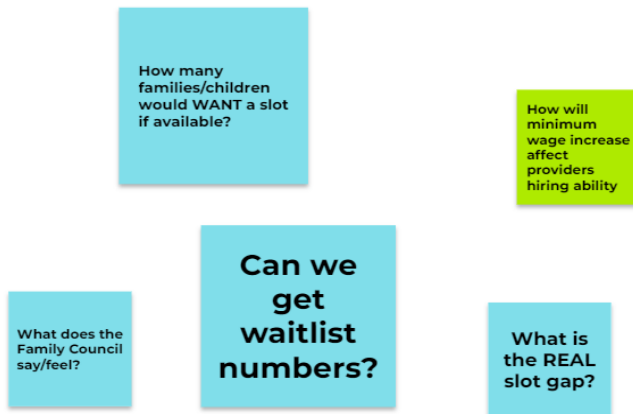 How many
families/children
would WANT a slot
if available?
How will
minimum
wage increase
affect
providers
hiring ability
Can we
get
waitlist
numbers?
What does the
Family Council
say/feel?
What is
the REAL
slot gap?